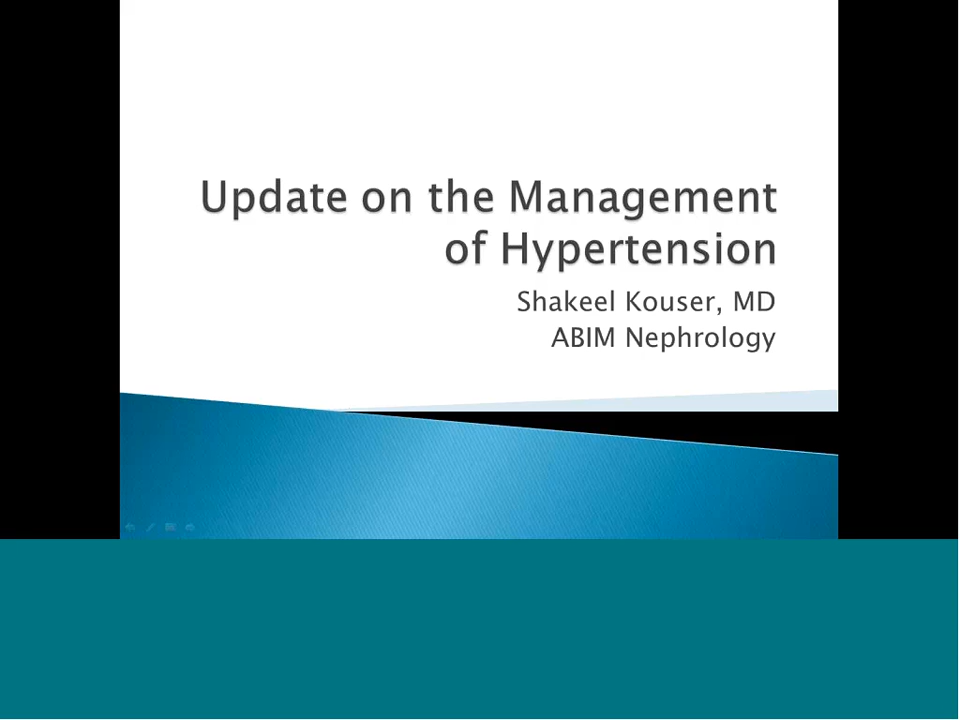 Update on the Management
of Hypertension
Shakeel Kouser, MD
ABIM Nephrology